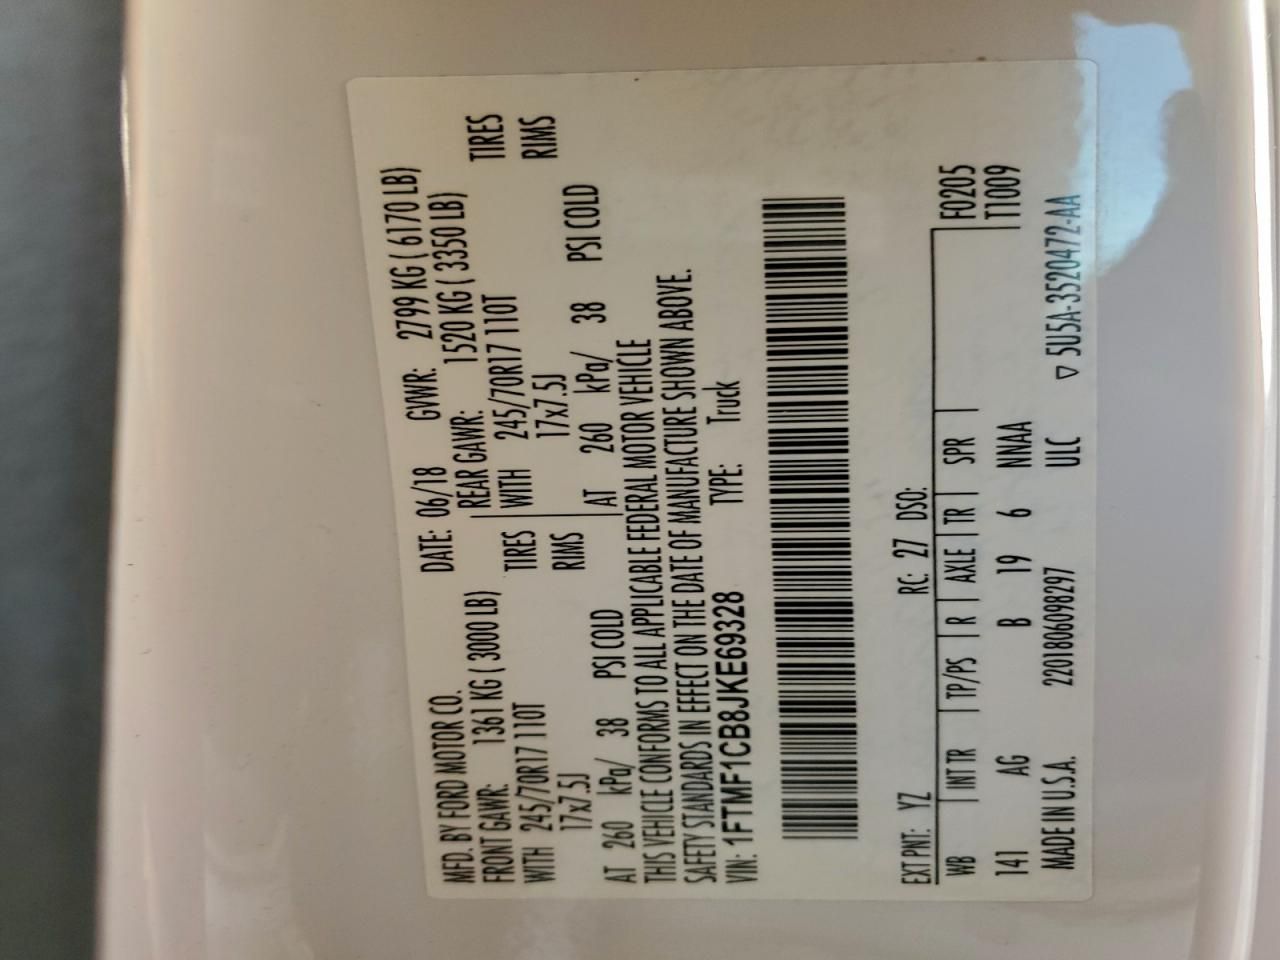 MFD. BY FORD MOTOR CO. DATE: 06/18 GVWR: 2799 KG ( 6170 LB)
FRONT GAWR: 1361 KG ( 3000 LB) REAR GAWR: 1520 KG ( 3350 LB)
WITH 245/70R17 110T TIRES WITH 245/70R17 110T TIRES
17x7.5J RIMS 17x7.5J RIMS
AT 260 kPa/ 38 PSI COLD AT 260 kPa/ 38 PSI COLD
THIS VEHICLE CONFORMS TO ALL APPLICABLE FEDERAL MOTOR VEHICLE
SAFETY STANDARDS IN EFFECT ON THE DATE OF MANUFACTURE SHOWN ABOVE.
VIN: 1FTMF1CB8JKE69328 TYPE: Truck
EXT PNT: YZ RC: 27 DSO:
WB INT TR TP/PS R AXLE TR SPR F0205
141 AG B 19 6 NNAA T1009
MADE IN U.S.A. 2201806098297 ULC ▽ 5U5A-3520472-AA